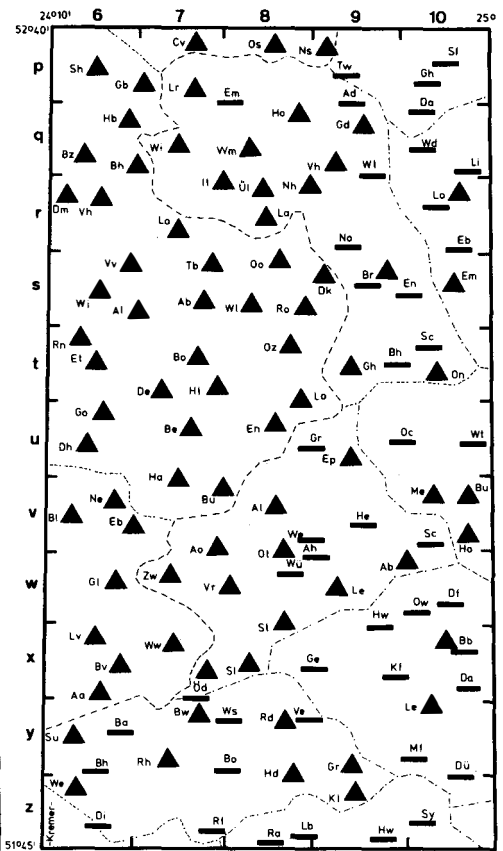 24°10' 6 7 8 9 10 25°
52°40'
Cv Os Ns
p Sh Gb Lr Em Tw Gh Sf
Ad Da
q Hb Ho Gd
Bz Bh Wi Wm Vh Wl Wd Li
Dm Vh Il Ül Nh Lo
r La La
No Eb
s Vv Tb Oo Dk Br En Em
Wi Al Ab Wl Ro
Rn Oz Sc
t Et Bo Gh Bh On
De Hl Lo
Go Be En
u Dh Gr Ep Oc Wt
Ha Bu Me Bu
v Bl Ne Eb Al He
Ao Ol We Ah Sc Ho
Wu Ab
w Gl Zw Vr Le Df
Sl Hw Ow
Lv Ww Bb
x Bv H Sl Ge Kf Da
Aa Od Le
Bw Ws Rd Ve
y Su Ba Mf
Rh Bo Hd Gr Dü
We Bh Kl
z Di Rf Ra Lb Hw Sy
51°45'
-Kremer-